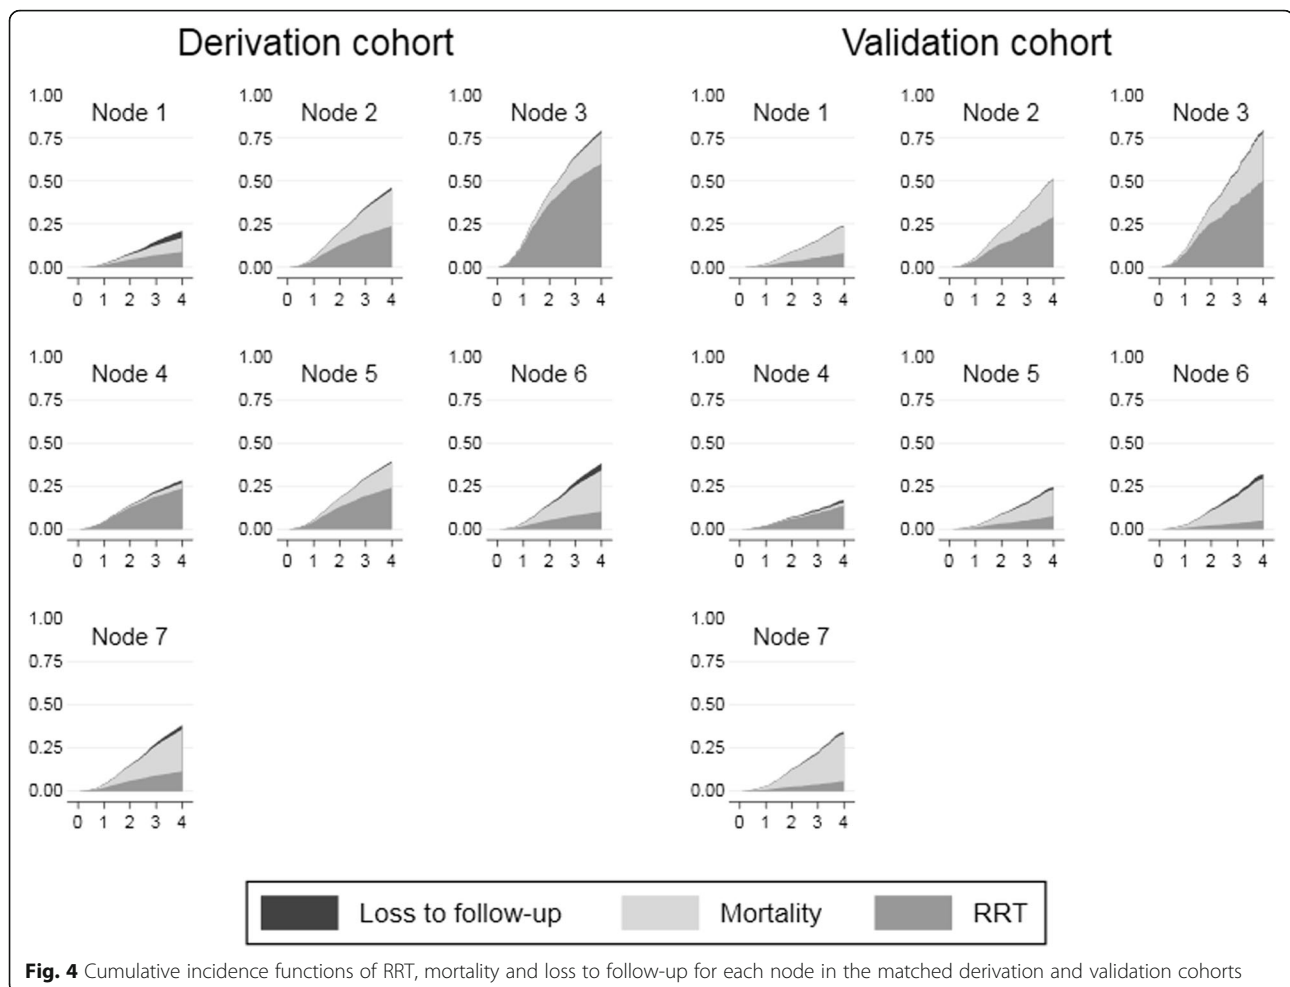 Derivation cohort
Validation cohort
Node 1
1.00
0.75
0.50
0.25
0.00
0 1 2 3 4
Node 2
1.00
0.75
0.50
0.25
0.00
0 1 2 3 4
Node 3
1.00
0.75
0.50
0.25
0.00
0 1 2 3 4
Node 1
1.00
0.75
0.50
0.25
0.00
0 1 2 3 4
Node 2
1.00
0.75
0.50
0.25
0.00
0 1 2 3 4
Node 3
1.00
0.75
0.50
0.25
0.00
0 1 2 3 4
Node 4
1.00
0.75
0.50
0.25
0.00
0 1 2 3 4
Node 5
1.00
0.75
0.50
0.25
0.00
0 1 2 3 4
Node 6
1.00
0.75
0.50
0.25
0.00
0 1 2 3 4
Node 4
1.00
0.75
0.50
0.25
0.00
0 1 2 3 4
Node 5
1.00
0.75
0.50
0.25
0.00
0 1 2 3 4
Node 6
1.00
0.75
0.50
0.25
0.00
0 1 2 3 4
Node 7
1.00
0.75
0.50
0.25
0.00
0 1 2 3 4
Node 7
1.00
0.75
0.50
0.25
0.00
0 1 2 3 4
Loss to follow-up Mortality RRT
Fig. 4 Cumulative incidence functions of RRT, mortality and loss to follow-up for each node in the matched derivation and validation cohorts